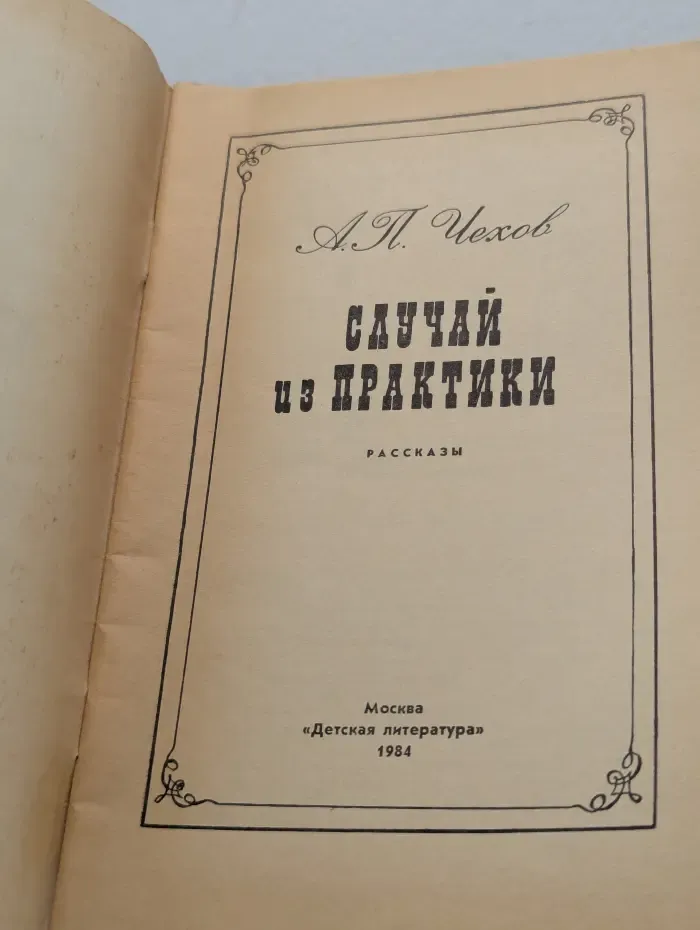 А.П. Чехов
СЛУЧАЙ
из ПРАКТИКИ
РАССКАЗЫ
Москва
«Детская литература»
1984